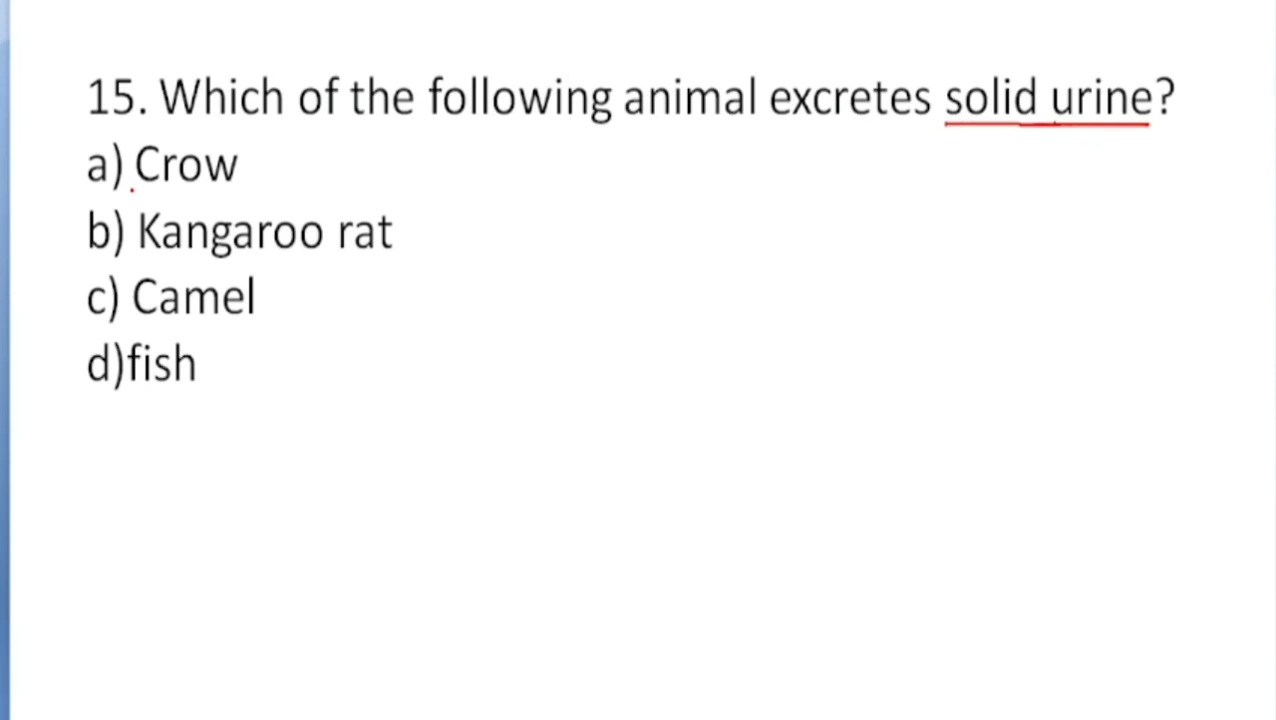 15. Which of the following animal excretes solid urine?
a) Crow
b) Kangaroo rat
c) Camel
d)fish